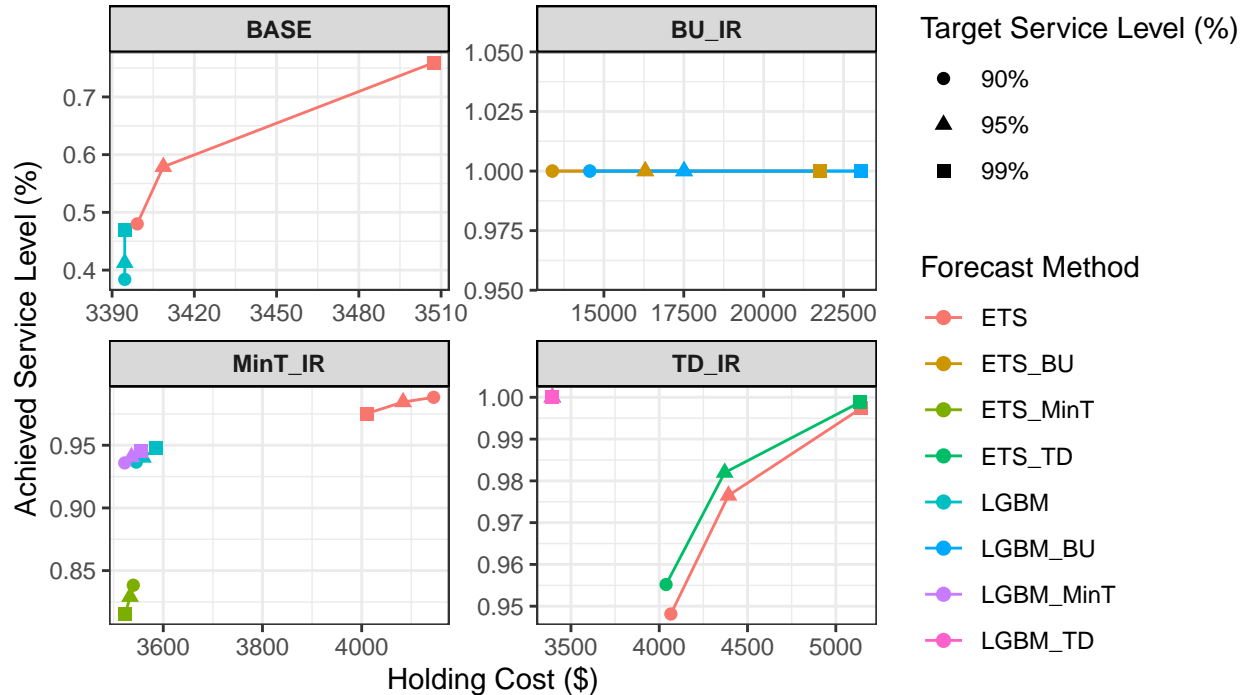 BASE
BU_IR
0.7
0.6
0.5
0.4
3390
3420
3450
3480
3510
1.050
1.025
1.000
0.975
0.950
15000
17500
20000
22500
MinT_IR
TD_IR
0.95
0.90
0.85
3600
3800
4000
1.00
0.99
0.98
0.97
0.96
0.95
3500
4000
4500
5000
Achieved Service Level (%)
Holding Cost ($)
Target Service Level (%)
90%
95%
99%
Forecast Method
ETS
ETS_BU
ETS_MinT
ETS_TD
LGBM
LGBM_BU
LGBM_MinT
LGBM_TD